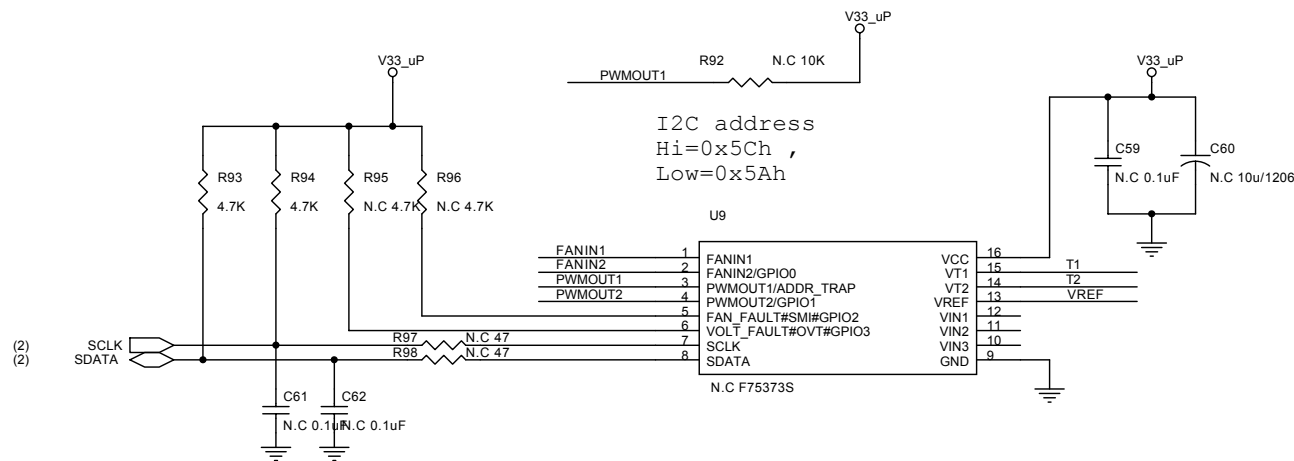 V33_uP
R92 N.C 10K
PWMOUT1
V33_uP
V33_uP
I2C address
Hi=0x5Ch ,
Low=0x5Ah
R93
4.7K
R94
4.7K
R95
N.C 4.7K
R96
N.C 4.7K
C59
N.C 0.1uF
C60
N.C 10u/1206
U9
FANIN1 1 FANIN1 VCC 16
FANIN2 2 FANIN2/GPIO0 VT1 15 T1
PWMOUT1 3 PWMOUT1/ADDR_TRAP VT2 14 T2
PWMOUT2 4 PWMOUT2/GPIO1 VREF 13 VREF
5 FAN_FAULT#SMI#GPIO2 VIN1 12
6 VOLT_FAULT#OVT#GPIO3 VIN2 11
(2) SCLK R97 N.C 47 7 SCLK VIN3 10
(2) SDATA R98 N.C 47 8 SDATA GND 9
N.C F75373S
C61
N.C 0.1uF
C62
N.C 0.1uF